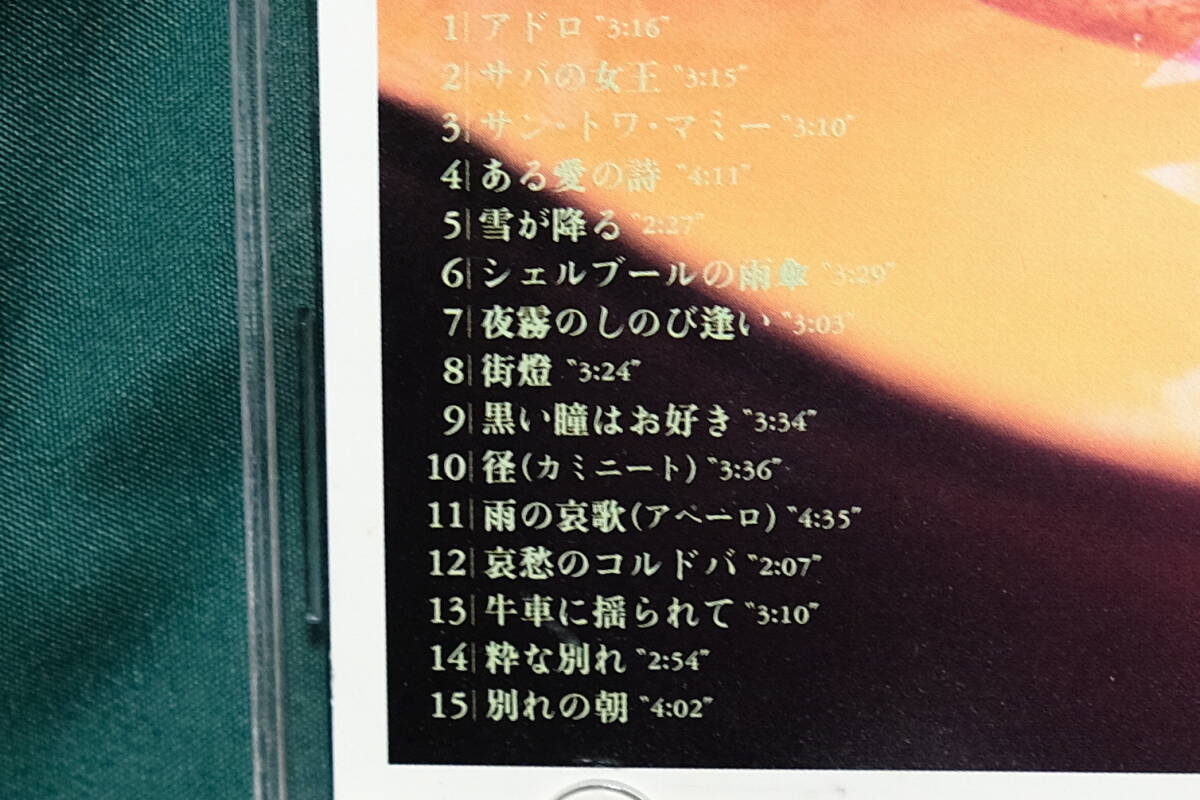 1| アドロ "3:16"
2| サバの女王 "3:15"
3| サン・トワ・マミー "3:10"
4| ある愛の詩 "4:11"
5| 雪が降る "2:27"
6| シェルブールの雨傘 "3:29"
7| 夜霧のしのび逢い "3:03"
8| 街燈 "3:24"
9| 黒い瞳はお好き "3:34"
10| 径(カミニート) "3:36"
11| 雨の哀歌(アペーロ) "4:35"
12| 哀愁のコルドバ "2:07"
13| 牛車に揺られて "3:10"
14| 粋な別れ "2:54"
15| 別れの朝 "4:02"